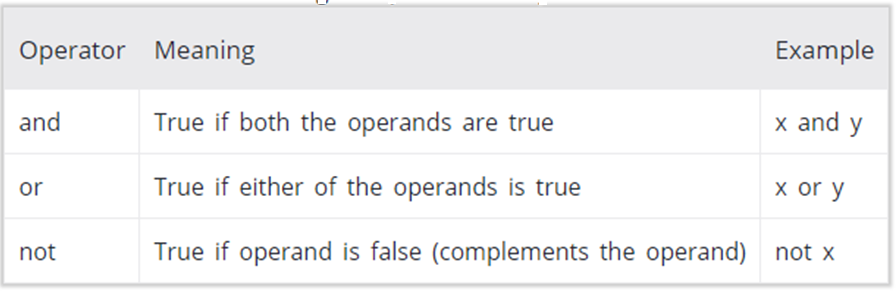 Operator Meaning Example
and True if both the operands are true x and y
or True if either of the operands is true x or y
not True if operand is false (complements the operand) not x